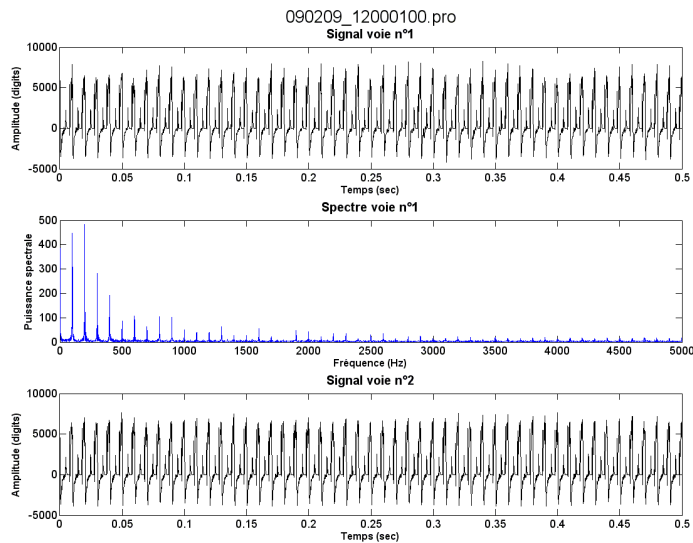 090209_12000100.pro
Signal voie n°1
10000
5000
0
-5000
Amplitude (digits)
0 0.05 0.1 0.15 0.2 0.25 0.3 0.35 0.4 0.45 0.5
Temps (sec)
Spectre voie n°1
500
400
300
200
100
0
Puissance spectrale
0 500 1000 1500 2000 2500 3000 3500 4000 4500 5000
Fréquence (Hz)
Signal voie n°2
10000
5000
0
-5000
Amplitude (digits)
0 0.05 0.1 0.15 0.2 0.25 0.3 0.35 0.4 0.45 0.5
Temps (sec)